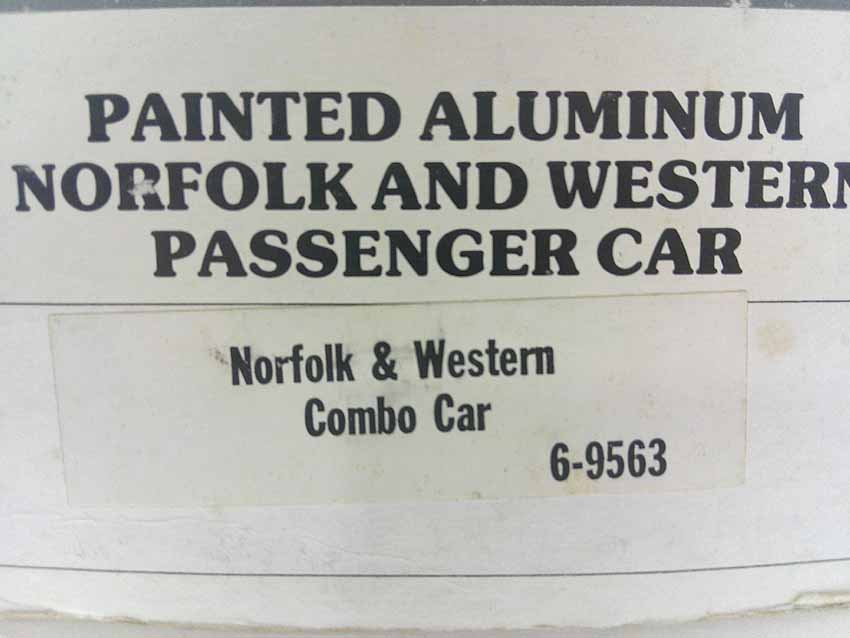 PAINTED ALUMINUM
NORFOLK AND WESTERN
PASSENGER CAR
Norfolk & Western
Combo Car
6-9563